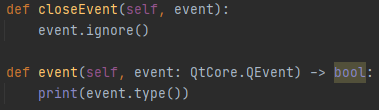 def closeEvent(self, event):
    event.ignore()

def event(self, event: QtCore.QEvent) -> bool:
    print(event.type())